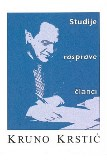 Studije
rasprave
članci
KRUNO KRSTIĆ